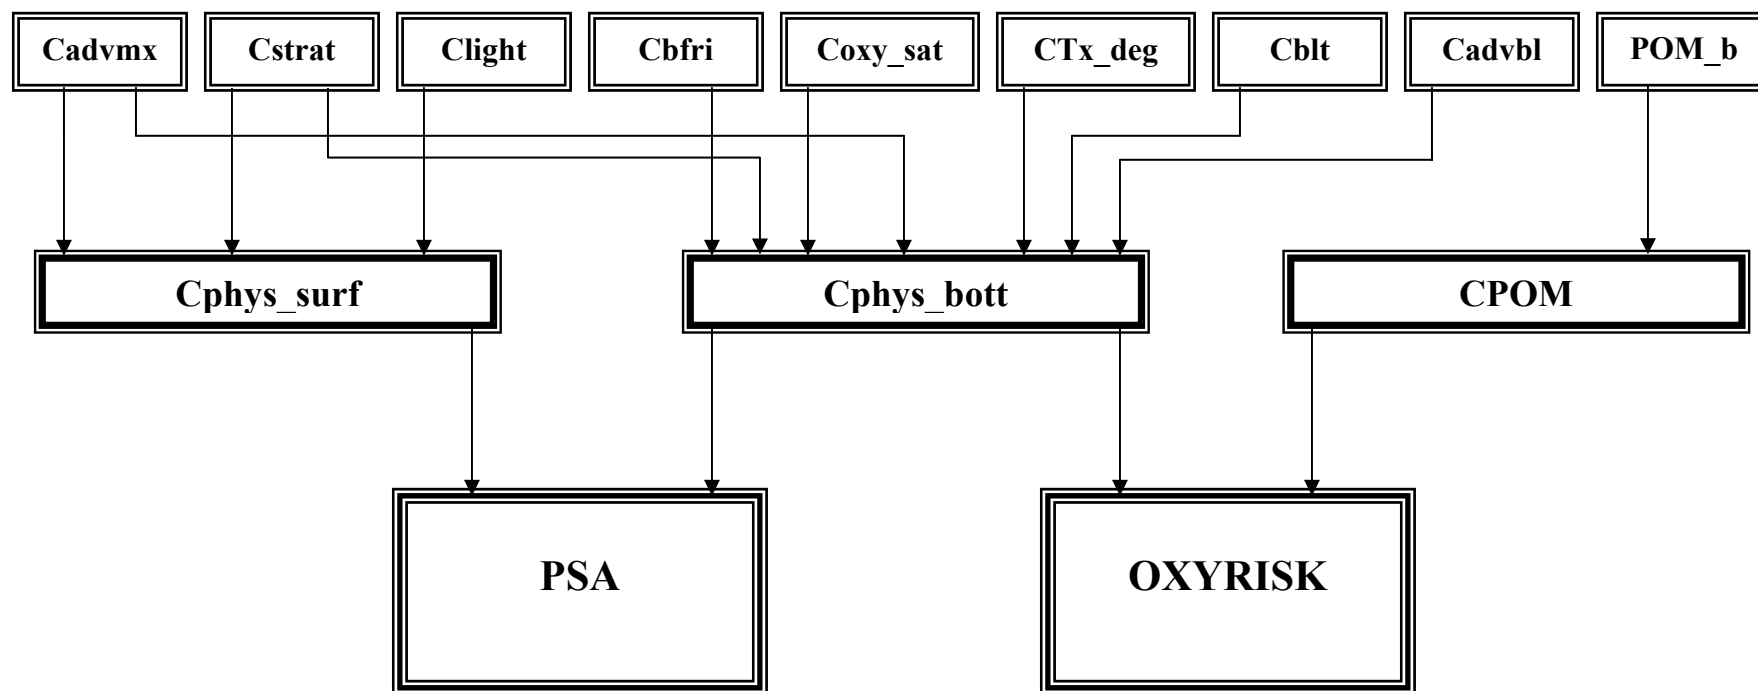 Cadvmx
Cstrat
Clight
Cbfri
Coxy_sat
CTx_deg
Cblt
Cadvbl
POM_b
Cphys_surf
Cphys_bott
CPOM
PSA
OXYRISK